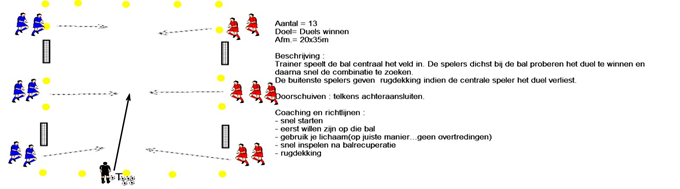 Aantal = 13
Doel= Duels winnen
Afm.= 20x35m
Beschrijving :
Trainer speelt de bal centraal het veld in. De spelers dichst bij de bal proberen het duel te winnen en
daarna snel de combinatie te zoeken.
De buitenste spelers geven rugdekking indien de centrale speler het duel verliest.
Doorschuiven : telkens achteraansluiten.
Coaching en richtlijnen :
- snel starten
- eerst willen zijn op die bal
- gebruik je lichaam(op juiste manier...geen overtredingen)
- snel inspelen na balrecuperatie
- rugdekking
T